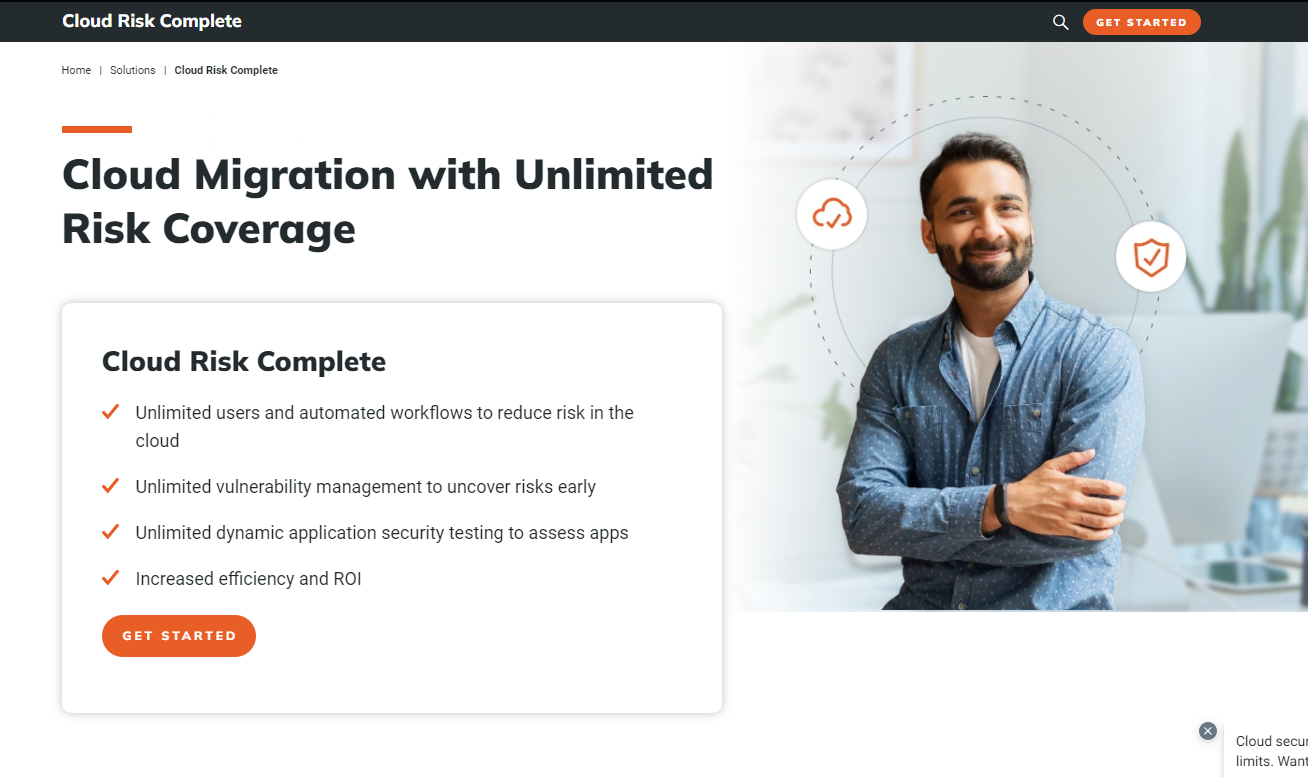 Cloud Risk Complete
GET STARTED
Home | Solutions | Cloud Risk Complete
Cloud Migration with Unlimited
Risk Coverage
Cloud Risk Complete
Unlimited users and automated workflows to reduce risk in the
cloud
Unlimited vulnerability management to uncover risks early
Unlimited dynamic application security testing to assess apps
Increased efficiency and ROI
GET STARTED
Cloud secur
limits. Want